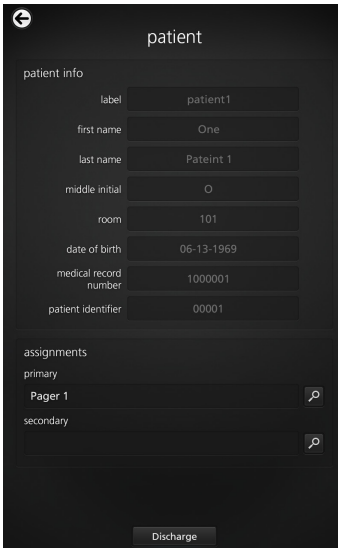 patient
patient info
label patient1
first name One
last name Pateint 1
middle initial O
room 101
date of birth 06-13-1969
medical record
number 1000001
patient identifier 00001
assignments
primary
Pager 1
secondary
Discharge